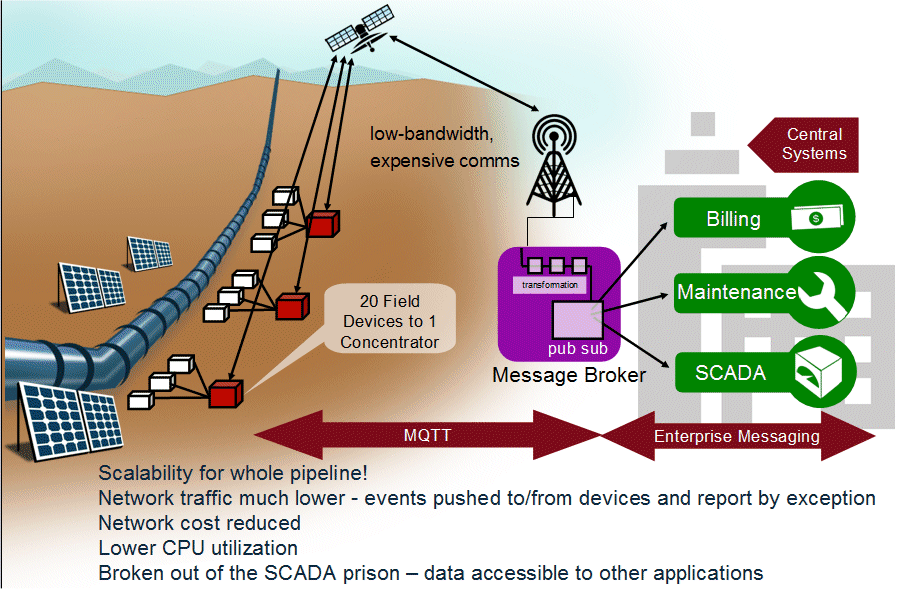 low-bandwidth,
expensive comms
Central
Systems
Billing
Maintenance
SCADA
transformation
pub sub
Message Broker
20 Field
Devices to 1
Concentrator
MQTT
Enterprise Messaging
Scalability for whole pipeline!
Network traffic much lower - events pushed to/from devices and report by exception
Network cost reduced
Lower CPU utilization
Broken out of the SCADA prison – data accessible to other applications